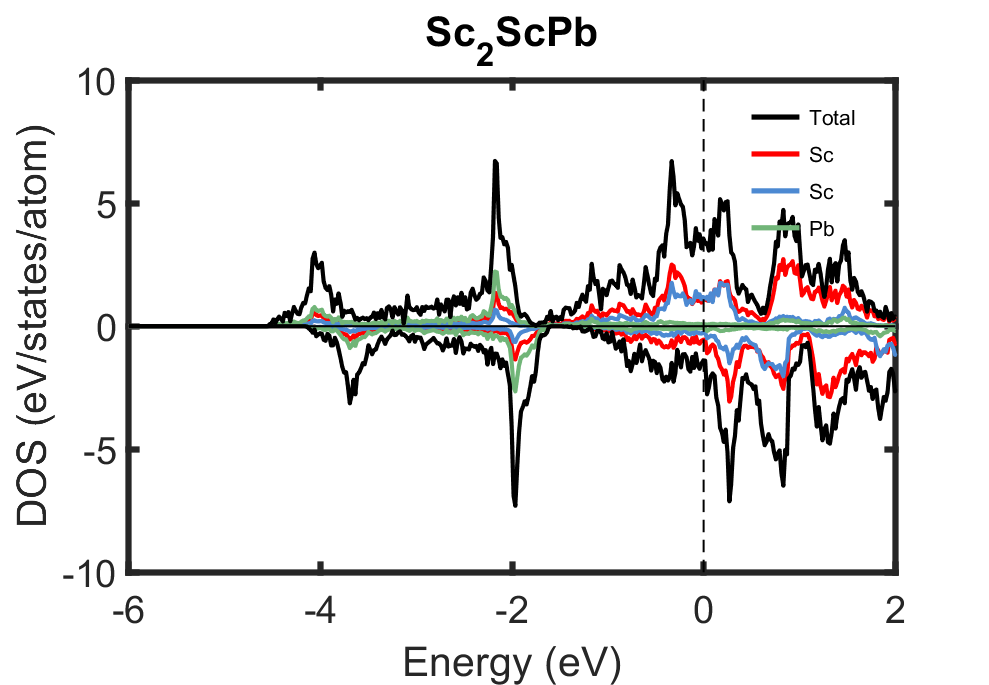 Sc2ScPb
10
5
0
-5
-10
DOS (eV/states/atom)
Total
Sc
Sc
Pb
-6 -4 -2 0 2
Energy (eV)